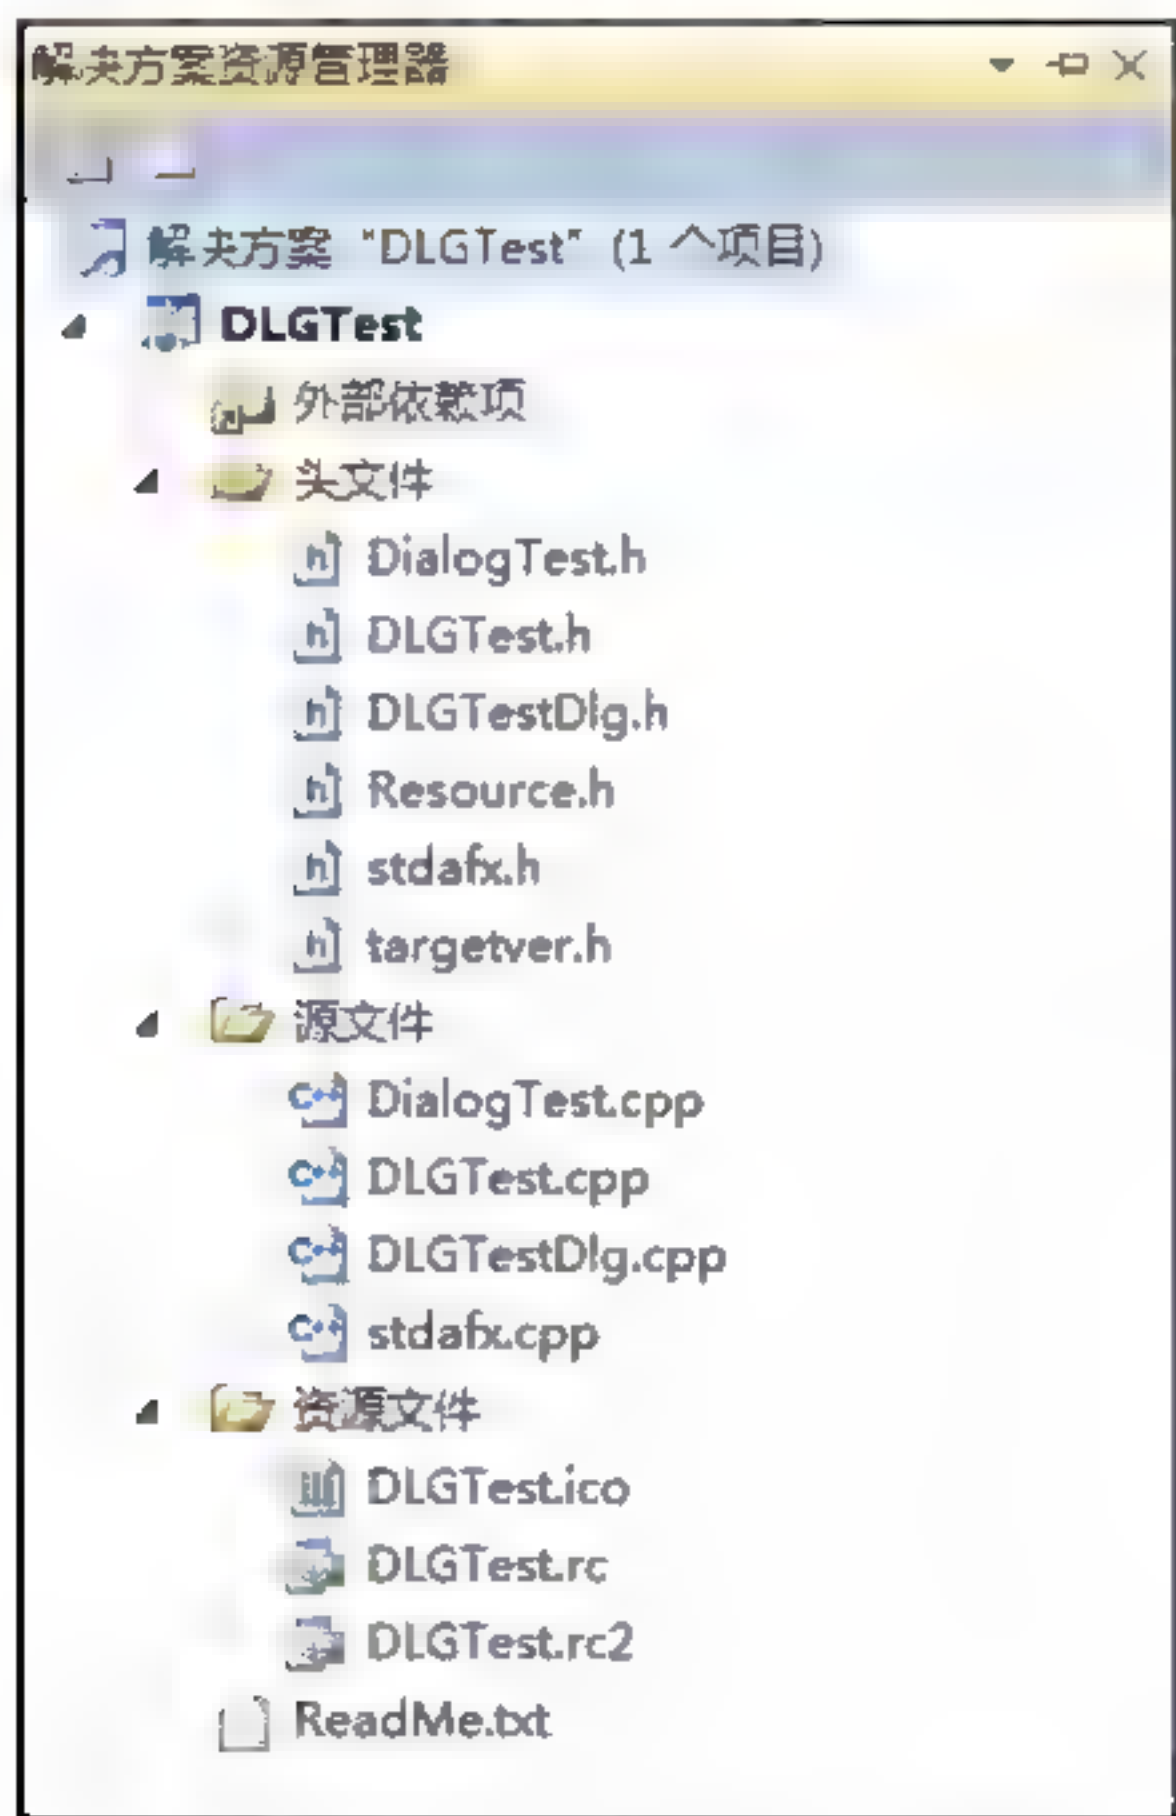 解决方案资源管理器
解决方案 "DLGTest" (1 个项目)
DLGTest
外部依赖项
头文件
DialogTest.h
DLGTest.h
DLGTestDlg.h
Resource.h
stdafx.h
targetver.h
源文件
DialogTest.cpp
DLGTest.cpp
DLGTestDlg.cpp
stdafx.cpp
资源文件
DLGTest.ico
DLGTest.rc
DLGTest.rc2
ReadMe.txt